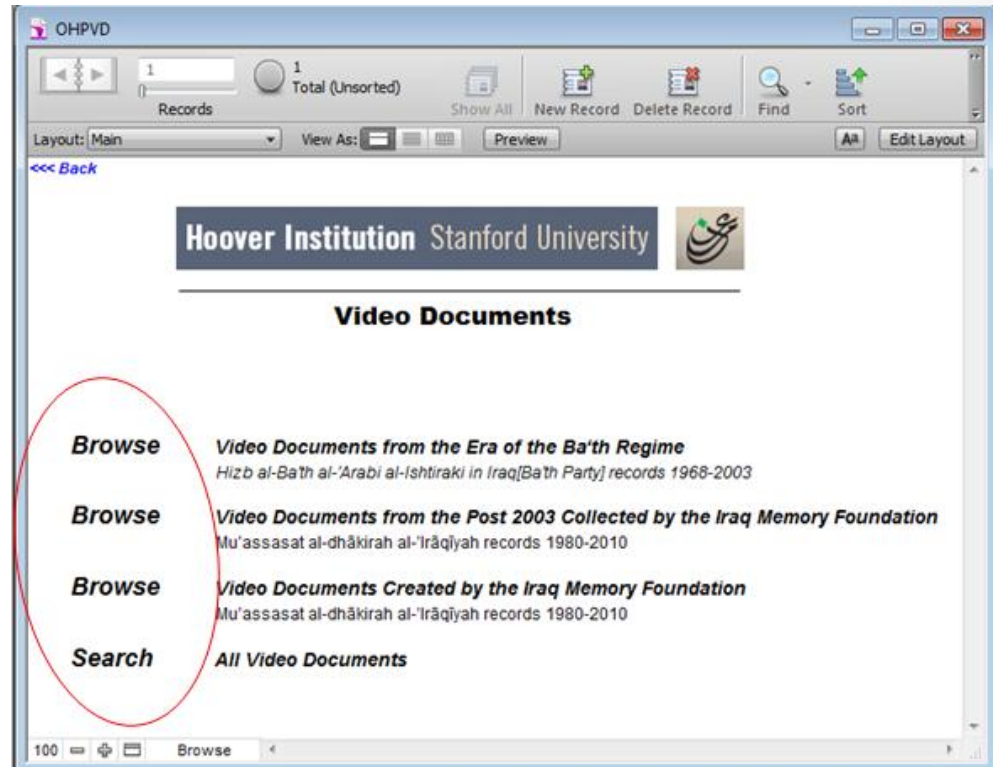 OHPVD
1
1
Total (Unsorted)
Records
Show All
New Record
Delete Record
Find
Sort
Layout: Main
View As:
Preview
Aa
Edit Layout
<<< Back
Hoover Institution Stanford University
Video Documents
Browse Video Documents from the Era of the Ba'th Regime
Hizb al-Ba'th al-'Arabi al-Ishtiraki in Iraq[Ba'th Party] records 1968-2003
Browse Video Documents from the Post 2003 Collected by the Iraq Memory Foundation
Mu'assasat al-dhākirah al-'Irāqīyah records 1980-2010
Browse Video Documents Created by the Iraq Memory Foundation
Mu'assasat al-dhākirah al-'Irāqīyah records 1980-2010
Search All Video Documents
100 Browse